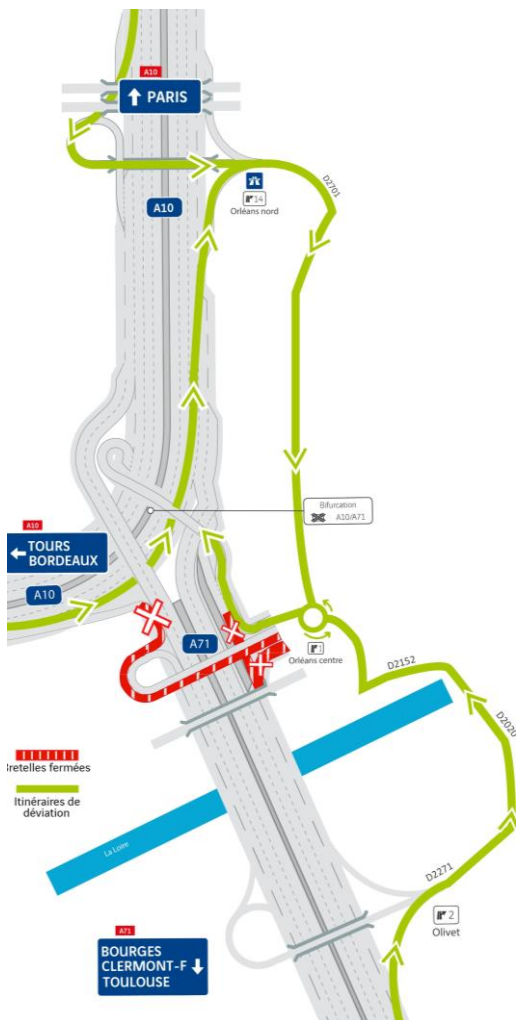 A10
PARIS
D2701
14
Orléans nord
A10
Bifurcation
A10/A71
A10
TOURS
BORDEAUX
A10
A71
1
Orléans centre
D2152
D2020
Bretelles fermées
Itinéraires de
déviation
La Loire
D2271
2
Olivet
A71
BOURGES
CLERMONT-F
TOULOUSE